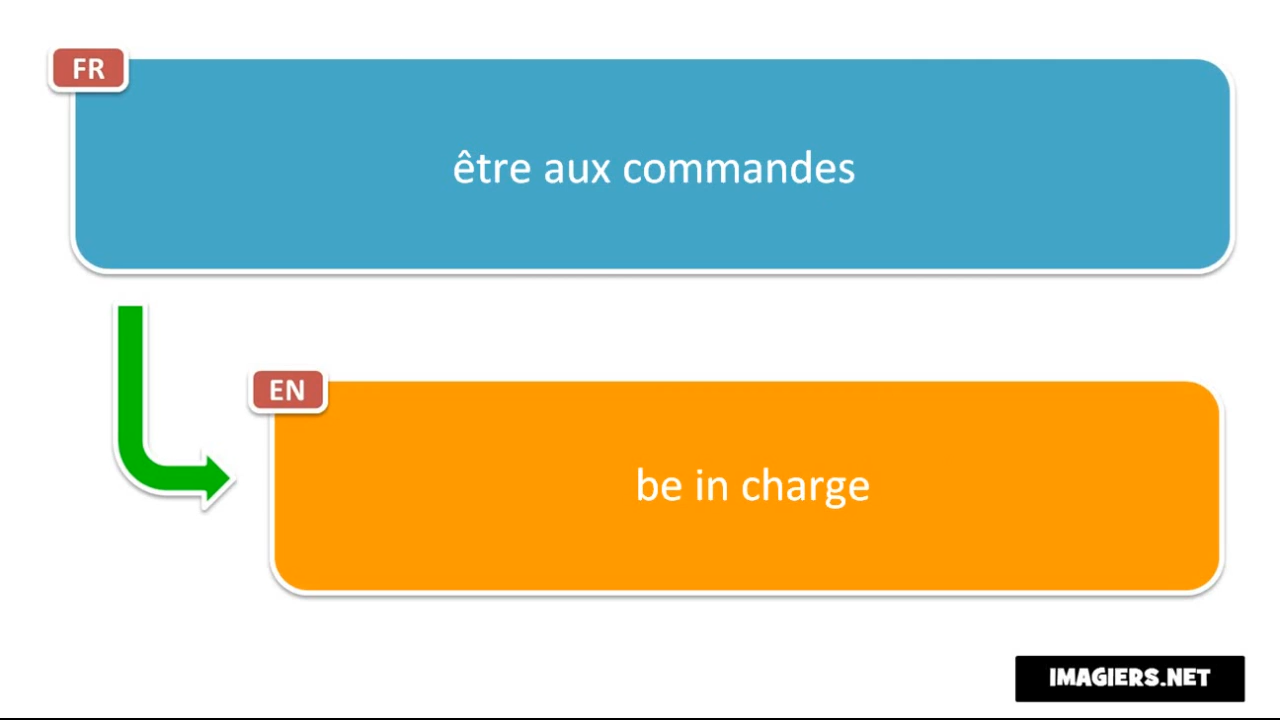 FR
être aux commandes
EN
be in charge
IMAGIERS.NET